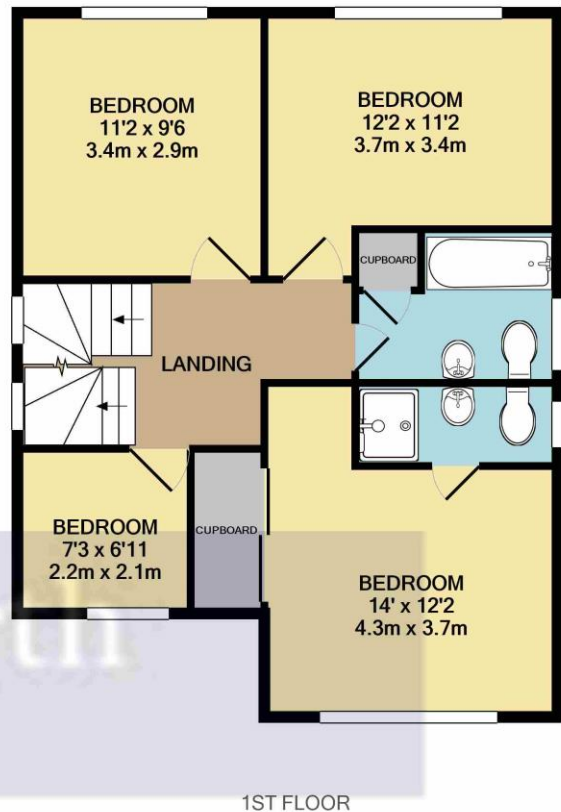 BEDROOM
11'2 x 9'6
3.4m x 2.9m
BEDROOM
12'2 x 11'2
3.7m x 3.4m
CUPBOARD
LANDING
BEDROOM
7'3 x 6'11
2.2m x 2.1m
CUPBOARD
BEDROOM
14' x 12'2
4.3m x 3.7m
1ST FLOOR